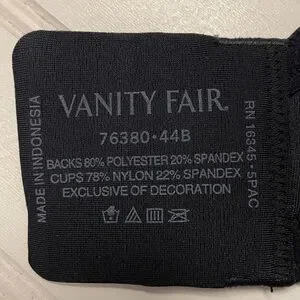 VANITY FAIR®
76380•44B
BACKS 80% POLYESTER 20% SPANDEX
CUPS 78% NYLON 22% SPANDEX
EXCLUSIVE OF DECORATION
MADE IN INDONESIA
RN 16345•5PAC